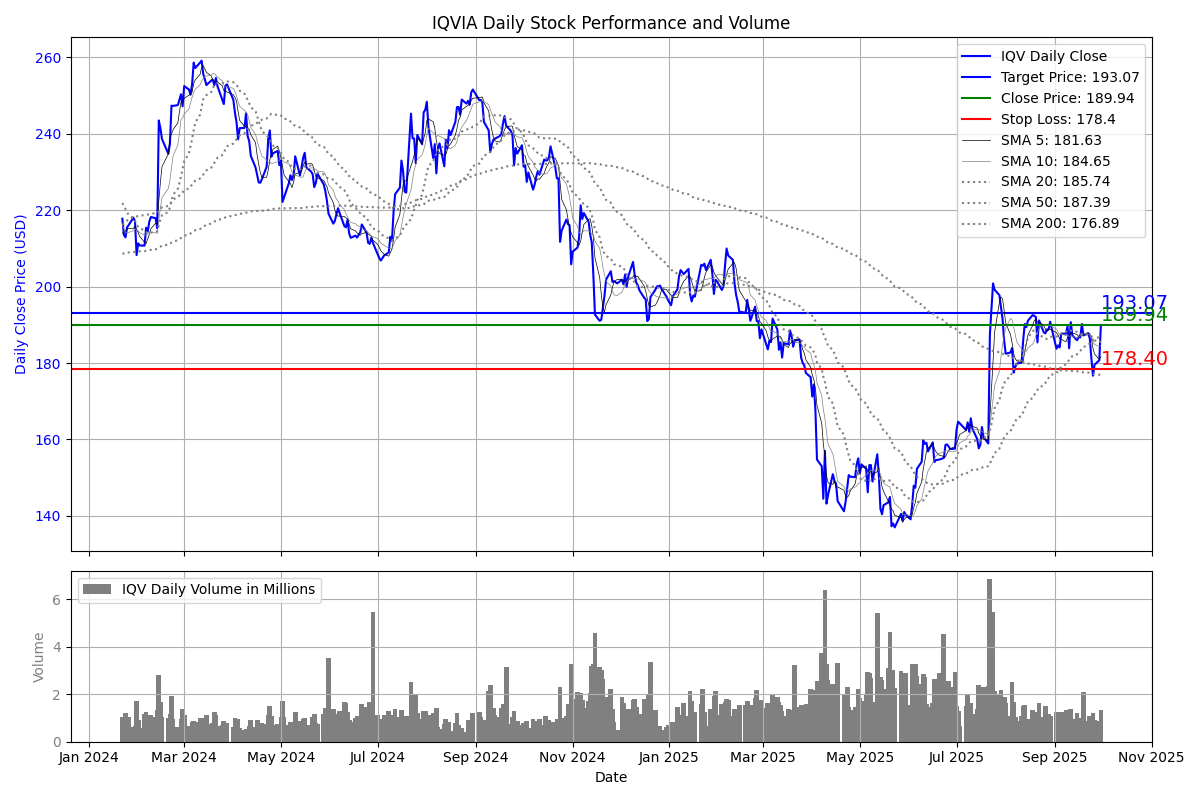 IQVIA Daily Stock Performance and Volume
260
240
220
200
180
160
140
Daily Close Price (USD)
IQV Daily Close
Target Price: 193.07
Close Price: 189.94
Stop Loss: 178.4
SMA 5: 181.63
SMA 10: 184.65
SMA 20: 185.74
SMA 50: 187.39
SMA 200: 176.89
193.07
189.94
178.40
IQV Daily Volume in Millions
6
4
2
0
Volume
Jan 2024 Mar 2024 May 2024 Jul 2024 Sep 2024 Nov 2024 Jan 2025 Mar 2025 May 2025 Jul 2025 Sep 2025 Nov 2025
Date